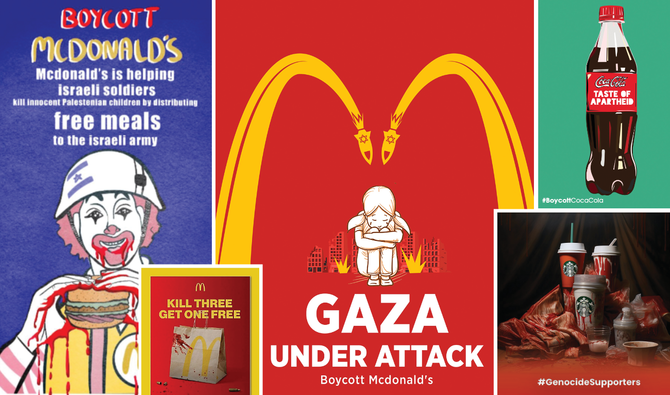 BOYCOTT
MCDONALD'S
Mcdonald's is helping
israeli soldiers
kill innocent Palestenian children by distributing
free meals
to the israeli army
KILL THREE
GET ONE FREE
GAZA
UNDER ATTACK
Boycott Mcdonald's
Coca-Cola
TASTE OF
APARTHEID
#BoycottCocaCola
#GenocideSupporters